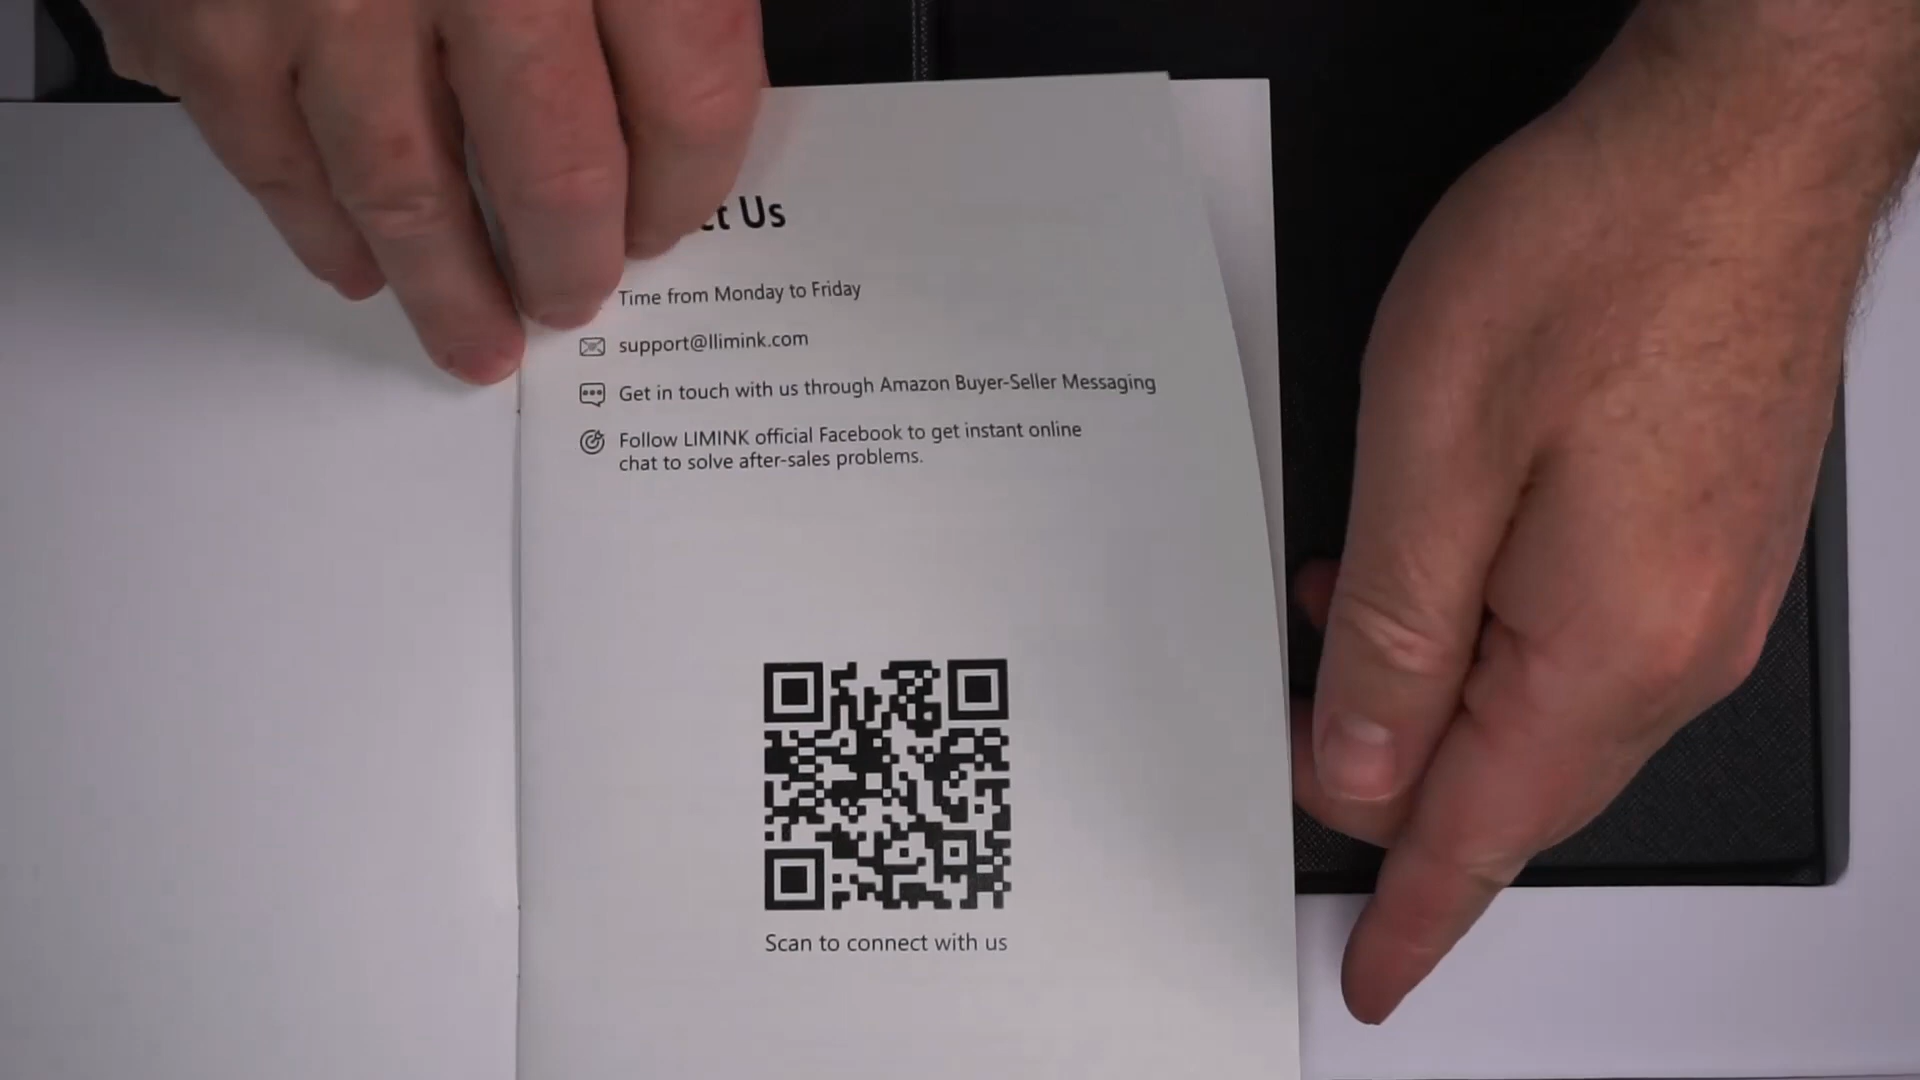 Us
Time from Monday to Friday
support@llimink.com
Get in touch with us through Amazon Buyer-Seller Messaging
Follow LIMINK official Facebook to get instant online
chat to solve after-sales problems.
Scan to connect with us